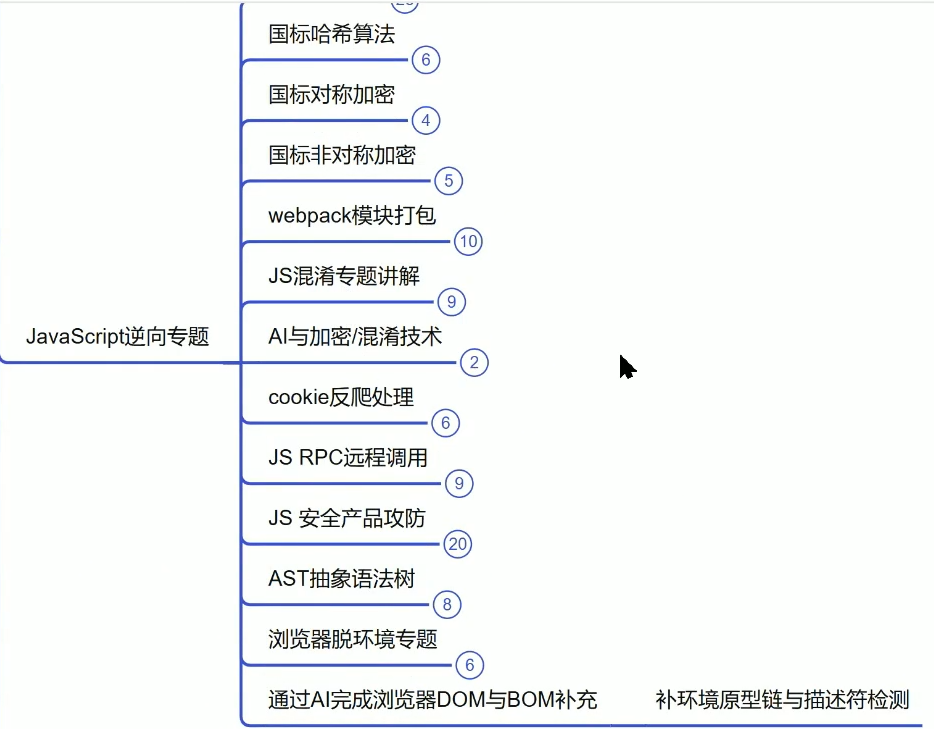 国标哈希算法
6
国标对称加密
4
国标非对称加密
5
webpack模块打包
10
JS混淆专题讲解
9
JavaScript逆向专题
AI与加密/混淆技术
2
cookie反爬处理
6
JS RPC远程调用
9
JS 安全产品攻防
20
AST抽象语法树
8
浏览器脱环境专题
6
通过AI完成浏览器DOM与BOM补充 补环境原型链与描述符检测